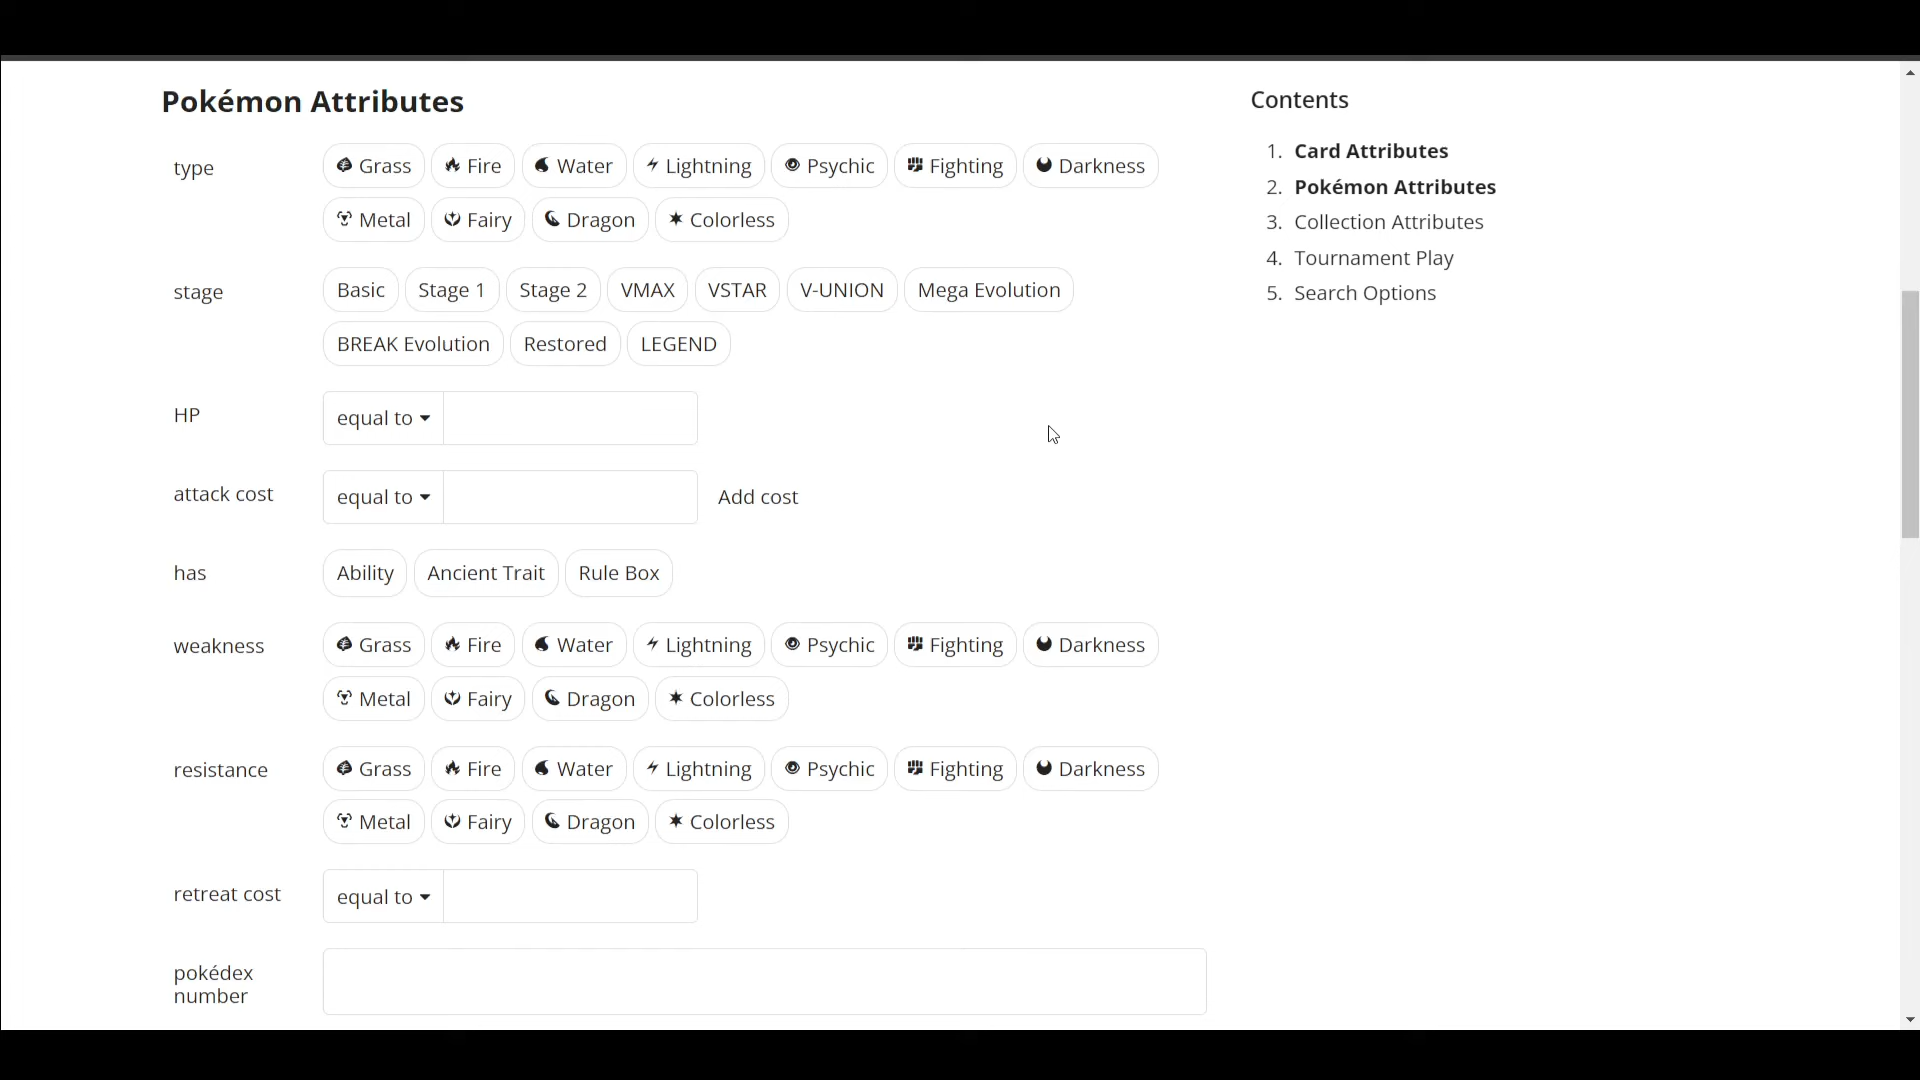 Pokémon Attributes
type
Grass Fire Water Lightning Psychic Fighting Darkness
Metal Fairy Dragon Colorless
stage
Basic Stage 1 Stage 2 VMAX VSTAR V-UNION Mega Evolution
BREAK Evolution Restored LEGEND
HP
equal to
attack cost
equal to Add cost
has
Ability Ancient Trait Rule Box
weakness
Grass Fire Water Lightning Psychic Fighting Darkness
Metal Fairy Dragon Colorless
resistance
Grass Fire Water Lightning Psychic Fighting Darkness
Metal Fairy Dragon Colorless
retreat cost
equal to
pokédex
number
Contents
1. Card Attributes
2. Pokémon Attributes
3. Collection Attributes
4. Tournament Play
5. Search Options